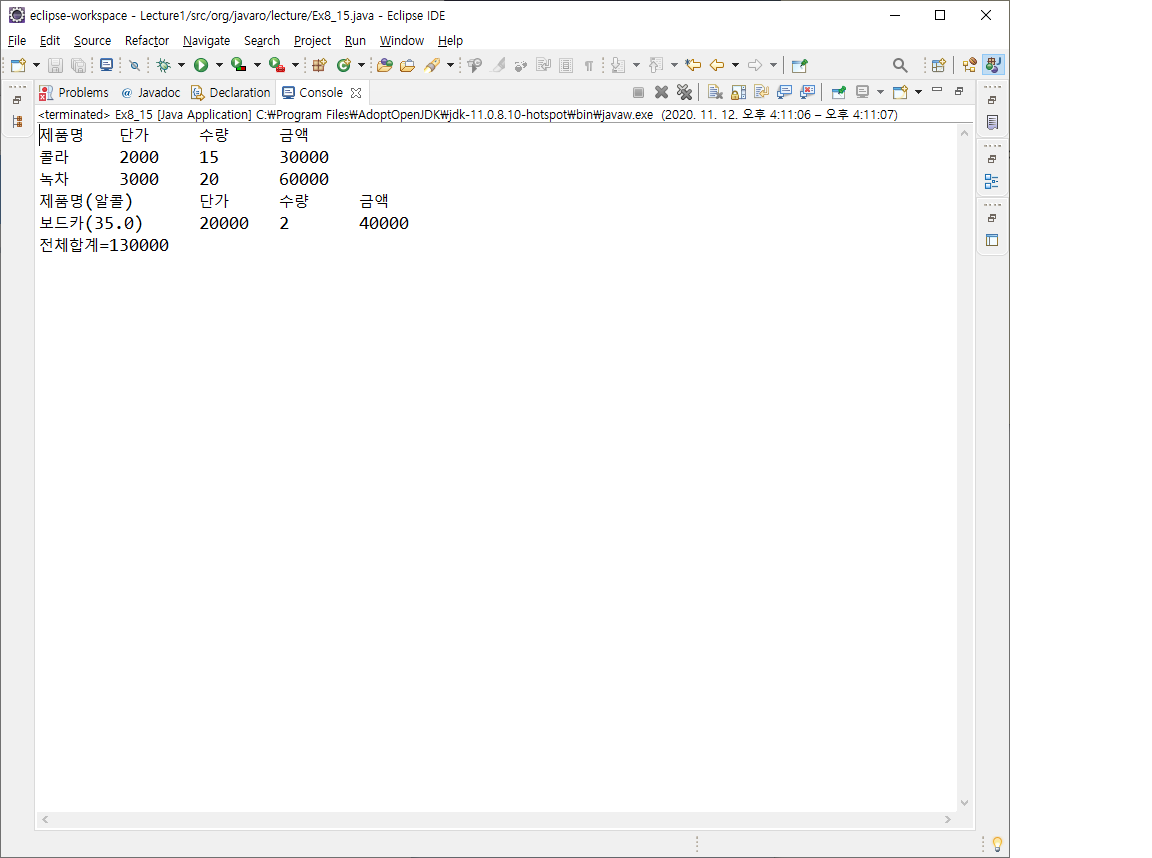 eclipse-workspace - Lecture1/src/org/javaro/lecture/Ex8_15.java - Eclipse IDE
File Edit Source Refactor Navigate Search Project Run Window Help
Problems @ Javadoc Declaration Console
<terminated> Ex8_15 [Java Application] C:₩Program Files₩AdoptOpenJDK₩jdk-11.0.8.10-hotspot₩bin₩javaw.exe (2020. 11. 12. 오후 4:11:06 – 오후 4:11:07)
제품명 단가 수량 금액
콜라 2000 15 30000
녹차 3000 20 60000
제품명(알콜) 단가 수량 금액
보드카(35.0) 20000 2 40000
전체합계=130000